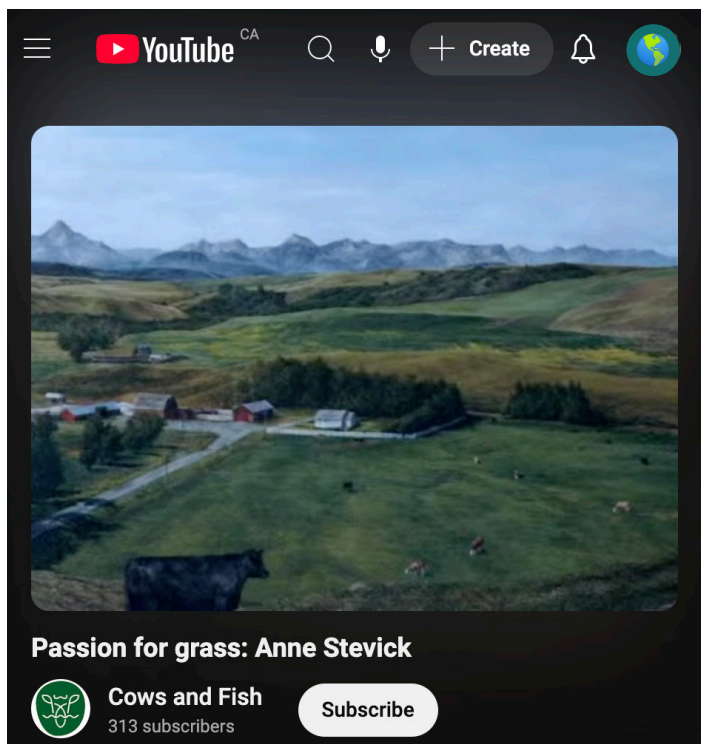 YouTube CA
Create
Passion for grass: Anne Stevick
Cows and Fish
313 subscribers
Subscribe